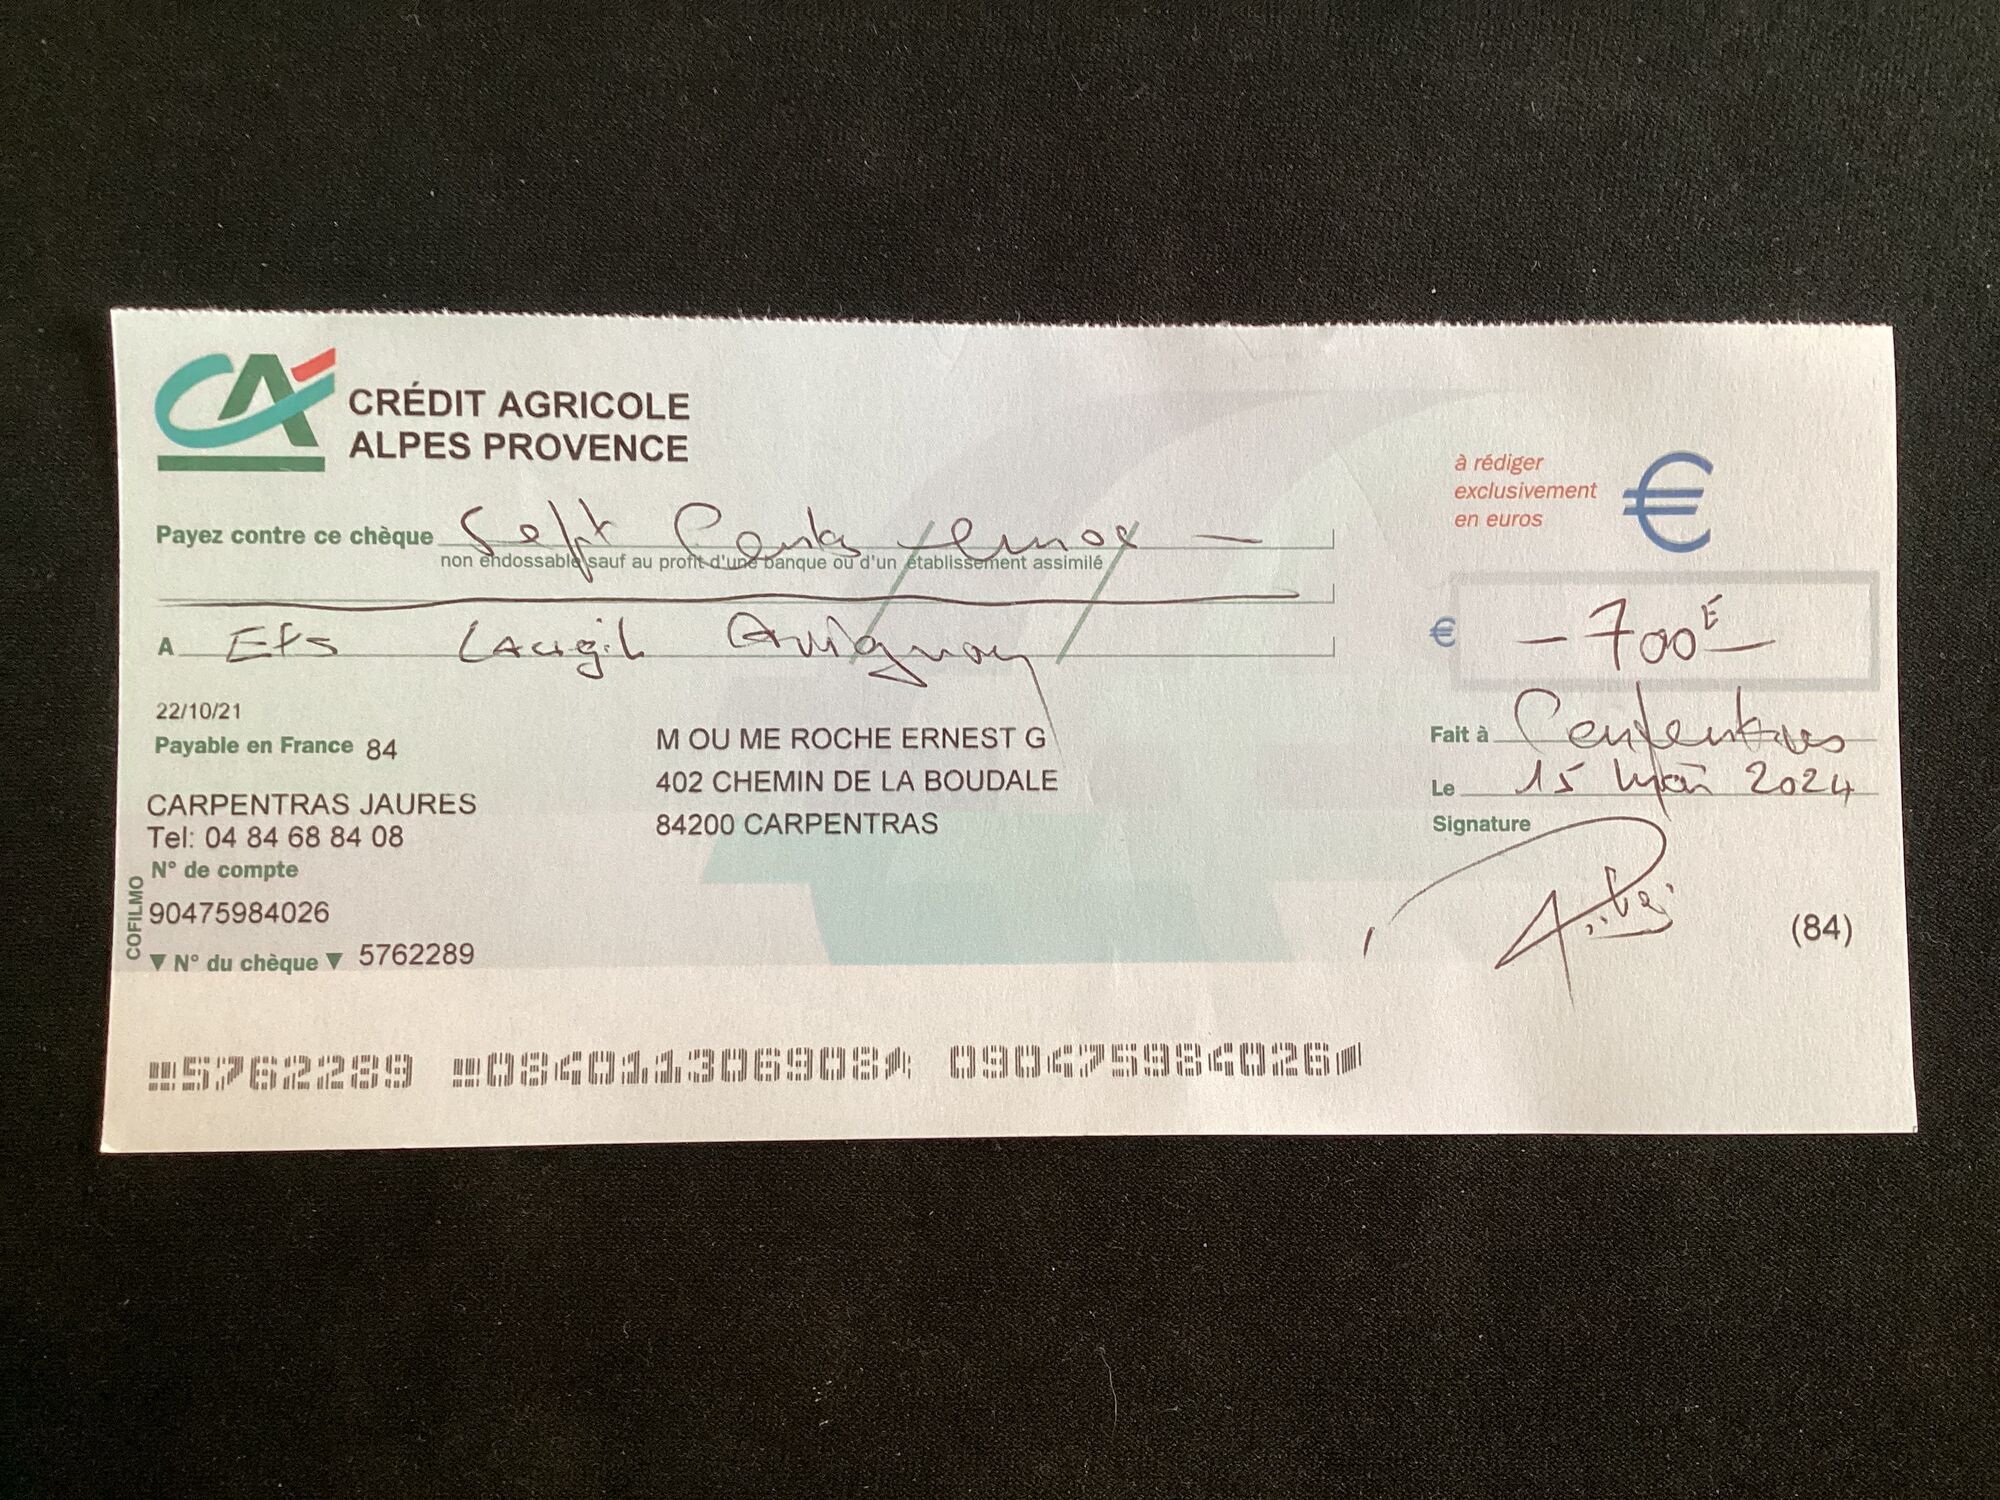 CA
CRÉDIT AGRICOLE
ALPES PROVENCE
à rédiger
exclusivement
en euros
€
Payez contre ce chèque Sept Cents euros —
non endossable sauf au profit d'une banque ou d'un établissement assimilé
A Ets Laugil Avignon
€ — 700€ —
22/10/21
Payable en France 84
CARPENTRAS JAURES
Tel: 04 84 68 84 08
N° de compte
90475984026
▼ N° du chèque ▼ 5762289
COFILMO
M OU ME ROCHE ERNEST G
402 CHEMIN DE LA BOUDALE
84200 CARPENTRAS
Fait à Carpentras
Le 15 mai 2024
Signature
(84)
5762289 084011306908 090475984026